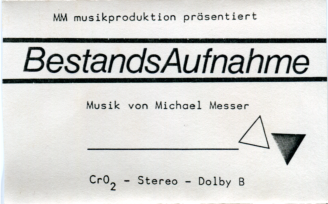 MM musikproduktion präsentiert
BestandsAufnahme
Musik von Michael Messer
CrO₂ - Stereo - Dolby B